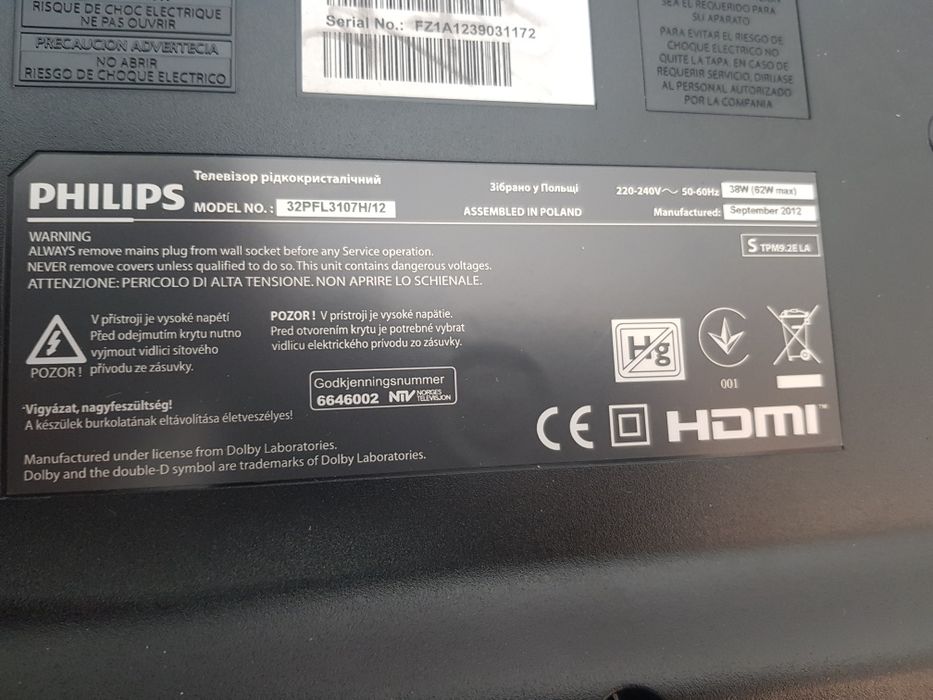 RISQUE DE CHOC ELECTRIQUE
NE PAS OUVRIR
PRECAUCION ADVERTECIA
NO ABRIR
RIESGO DE CHOQUE ELECTRICO
Serial No.: FZ1A1239031172
SEA EL REQUERIDO PARA
SU APARATO
PARA EVITAR EL RIESGO DE
CHOQUE ELECTRICO NO
QUITE LA TAPA. EN CASO DE
REQUERIR SERVICIO, DIRIJASE
AL PERSONAL AUTORIZADO
POR LA COMPAÑIA
PHILIPS
Телевізор рідкокристалічний
MODEL NO. : 32PFL3107H/12
Зібрано у Польщі
ASSEMBLED IN POLAND
220-240V~ 50-60Hz 38W (62W max)
Manufactured: September 2012
S TPM9.2E LA
WARNING
ALWAYS remove mains plug from wall socket before any Service operation.
NEVER remove covers unless qualified to do so. This unit contains dangerous voltages.
ATTENZIONE: PERICOLO DI ALTA TENSIONE. NON APRIRE LO SCHIENALE.
V přístroji je vysoké napétí
Před odejmutím krytu nutno
vyjmout vidlici síťového
přívodu ze zásuvky.
POZOR !
POZOR ! V prístroji je vysoké napätie.
Pred otvorením krytu je potrebné vybrat
vidlicu elektrického prívodu zo zásuvky.
Godkjenningsnummer
6646002 NTV NORGES
TELEVISJON
Vigyázat, nagyfeszültség!
A készülek burkolatának eltávolítása életveszélyes!
Manufactured under license from Dolby Laboratories.
Dolby and the double-D symbol are trademarks of Dolby Laboratories.
Hg
001
CE
HDMI™